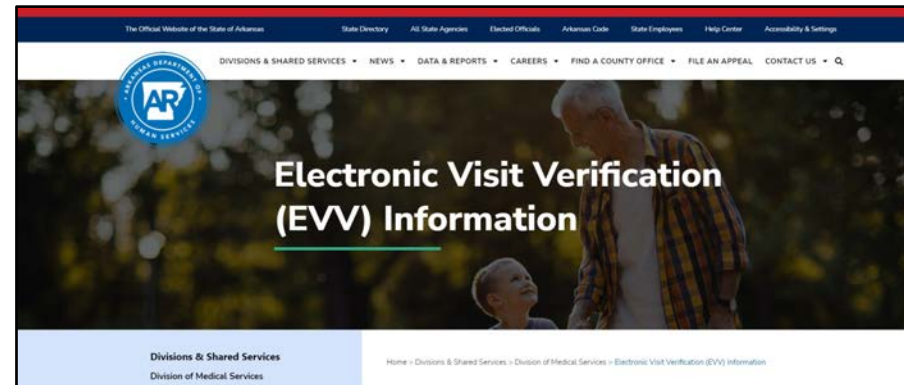 The Official Website of the State of Arkansas State Directory All State Agencies Elected Officials Arkansas Code State Employees Help Center Accessibility & Settings
DIVISIONS & SHARED SERVICES NEWS DATA & REPORTS CAREERS FIND A COUNTY OFFICE FILE AN APPEAL CONTACT US
ARKANSAS DEPARTMENT OF
AR
HUMAN SERVICES
Electronic Visit Verification
(EVV) Information
Divisions & Shared Services
Division of Medical Services
Home > Divisions & Shared Services > Division of Medical Services > Electronic Visit Verification (EVV) Information